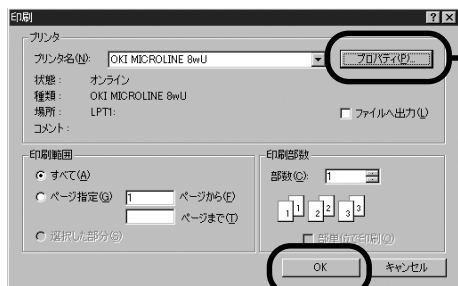 印刷
プリンタ
プリンタ名(N): OKI MICROLINE 8wU プロパティ(P)...
状態: オンライン
種類: OKI MICROLINE 8wU
場所: LPT1: ファイルへ出力(L)
コメント:
印刷範囲
すべて(A)
ページ指定(G) 1 ページから(F)
ページまで(T)
選択した部分(S)
印刷部数
部数(C): 1
1 1 2 2 3 3
部単位で印刷(O)
OK キャンセル